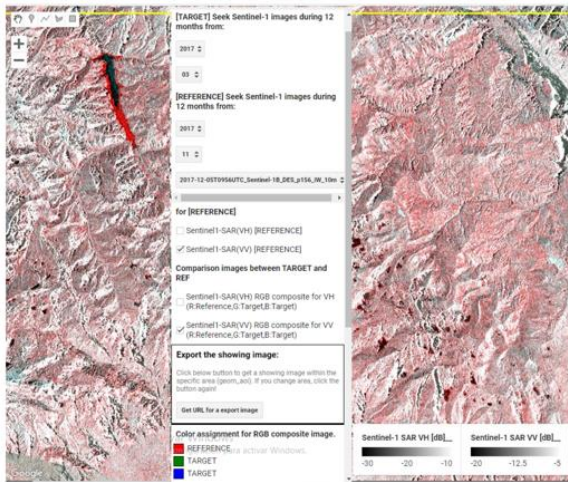 [TARGET] Seek Sentinel-1 images during 12
months from:
2017
03
[REFERENCE] Seek Sentinel-1 images during
12 months from:
2017
11
2017-12-05T0956UTC_Sentinel-1B_DES_p156_IW_10m
for [REFERENCE]
Sentinel1-SAR(VH) [REFERENCE]
Sentinel1-SAR(VV) [REFERENCE]
Comparison images between TARGET and
REF
Sentinel1-SAR(VH) RGB composite for VH
(R:Reference,G:Target,B:Target)
Sentinel1-SAR(VV) RGB composite for VV
(R:Reference,G:Target,B:Target)
Export the showing image:
Click below button to get a showing image within the
specific area (geom_aoi). If you change area, click the
button again!
Get URL for a export image
Color assignment for RGB composite image.
REFERENCE
para activar Windows.
TARGET
TARGET
Google
Sentinel-1 SAR VH [dB]__
-30 -20 -10
Sentinel-1 SAR VV [dB]__
-20 -12.5 -5